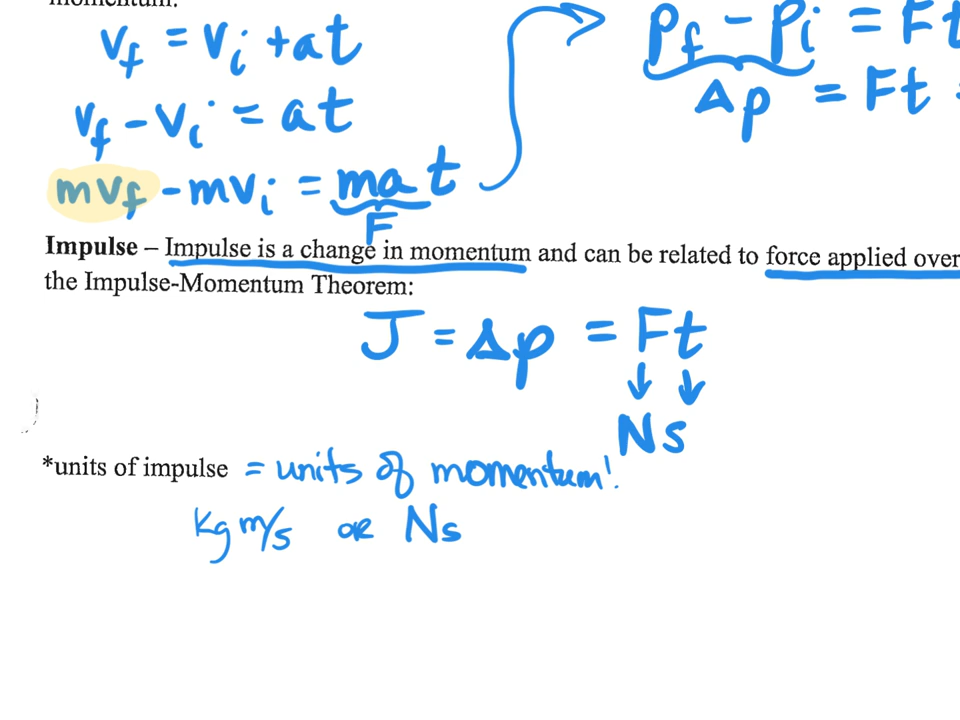 momentum.
vf = vi + at
vf - vi = at
mvf - mvi = ma t
F
pf - pi = Ft
Δp = Ft =
Impulse – Impulse is a change in momentum and can be related to force applied over
the Impulse-Momentum Theorem:
J = Δp = Ft
↓ ↓
N s
*units of impulse = units of momentum!
kg m/s or Ns